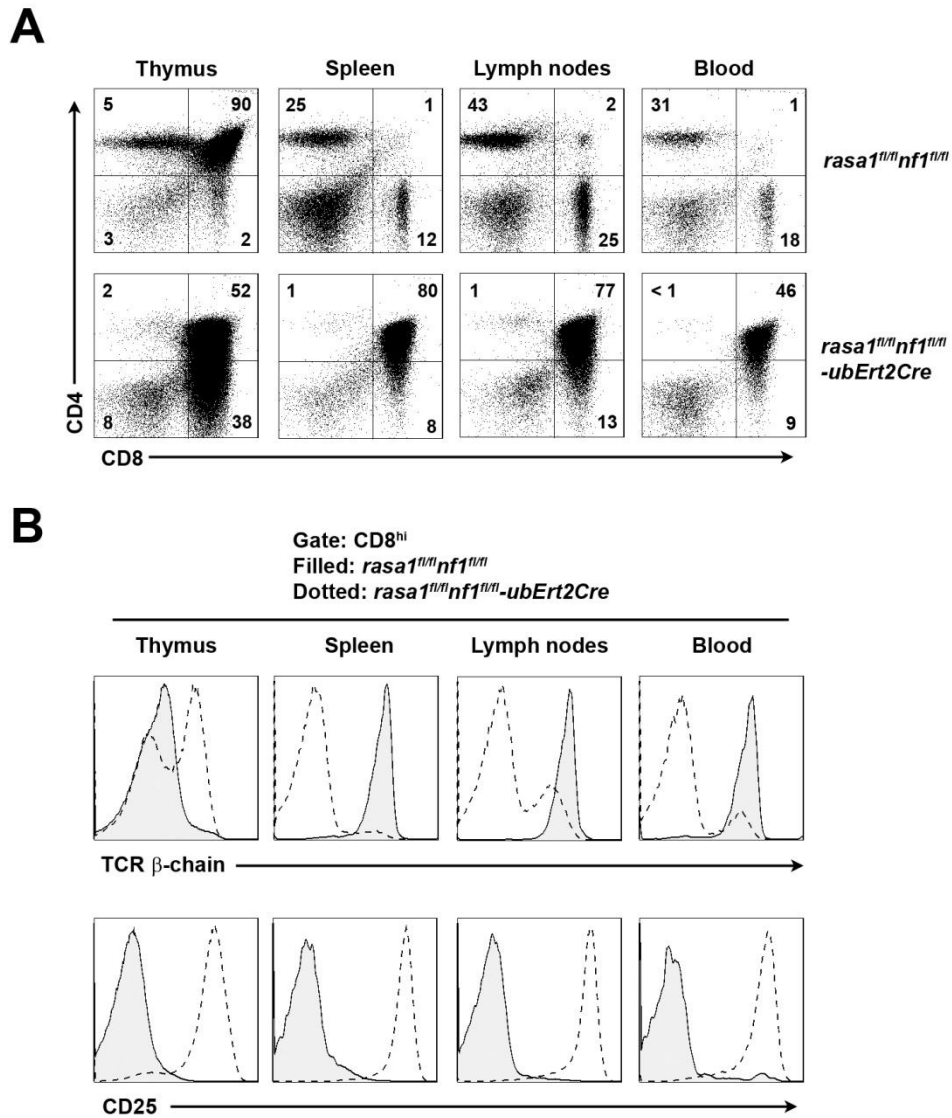 A
Thymus Spleen Lymph nodes Blood
5 90 25 1 43 2 31 1
rasa1fl/flnf1fl/fl
3 2 12 25 18
2 52 1 80 1 77 < 1 46
rasa1fl/flnf1fl/fl
-ubErt2Cre
8 38 8 13 9
CD4
CD8
B
Gate: CD8hi
Filled: rasa1fl/flnf1fl/fl
Dotted: rasa1fl/flnf1fl/fl-ubErt2Cre
Thymus Spleen Lymph nodes Blood
TCR β-chain
CD25